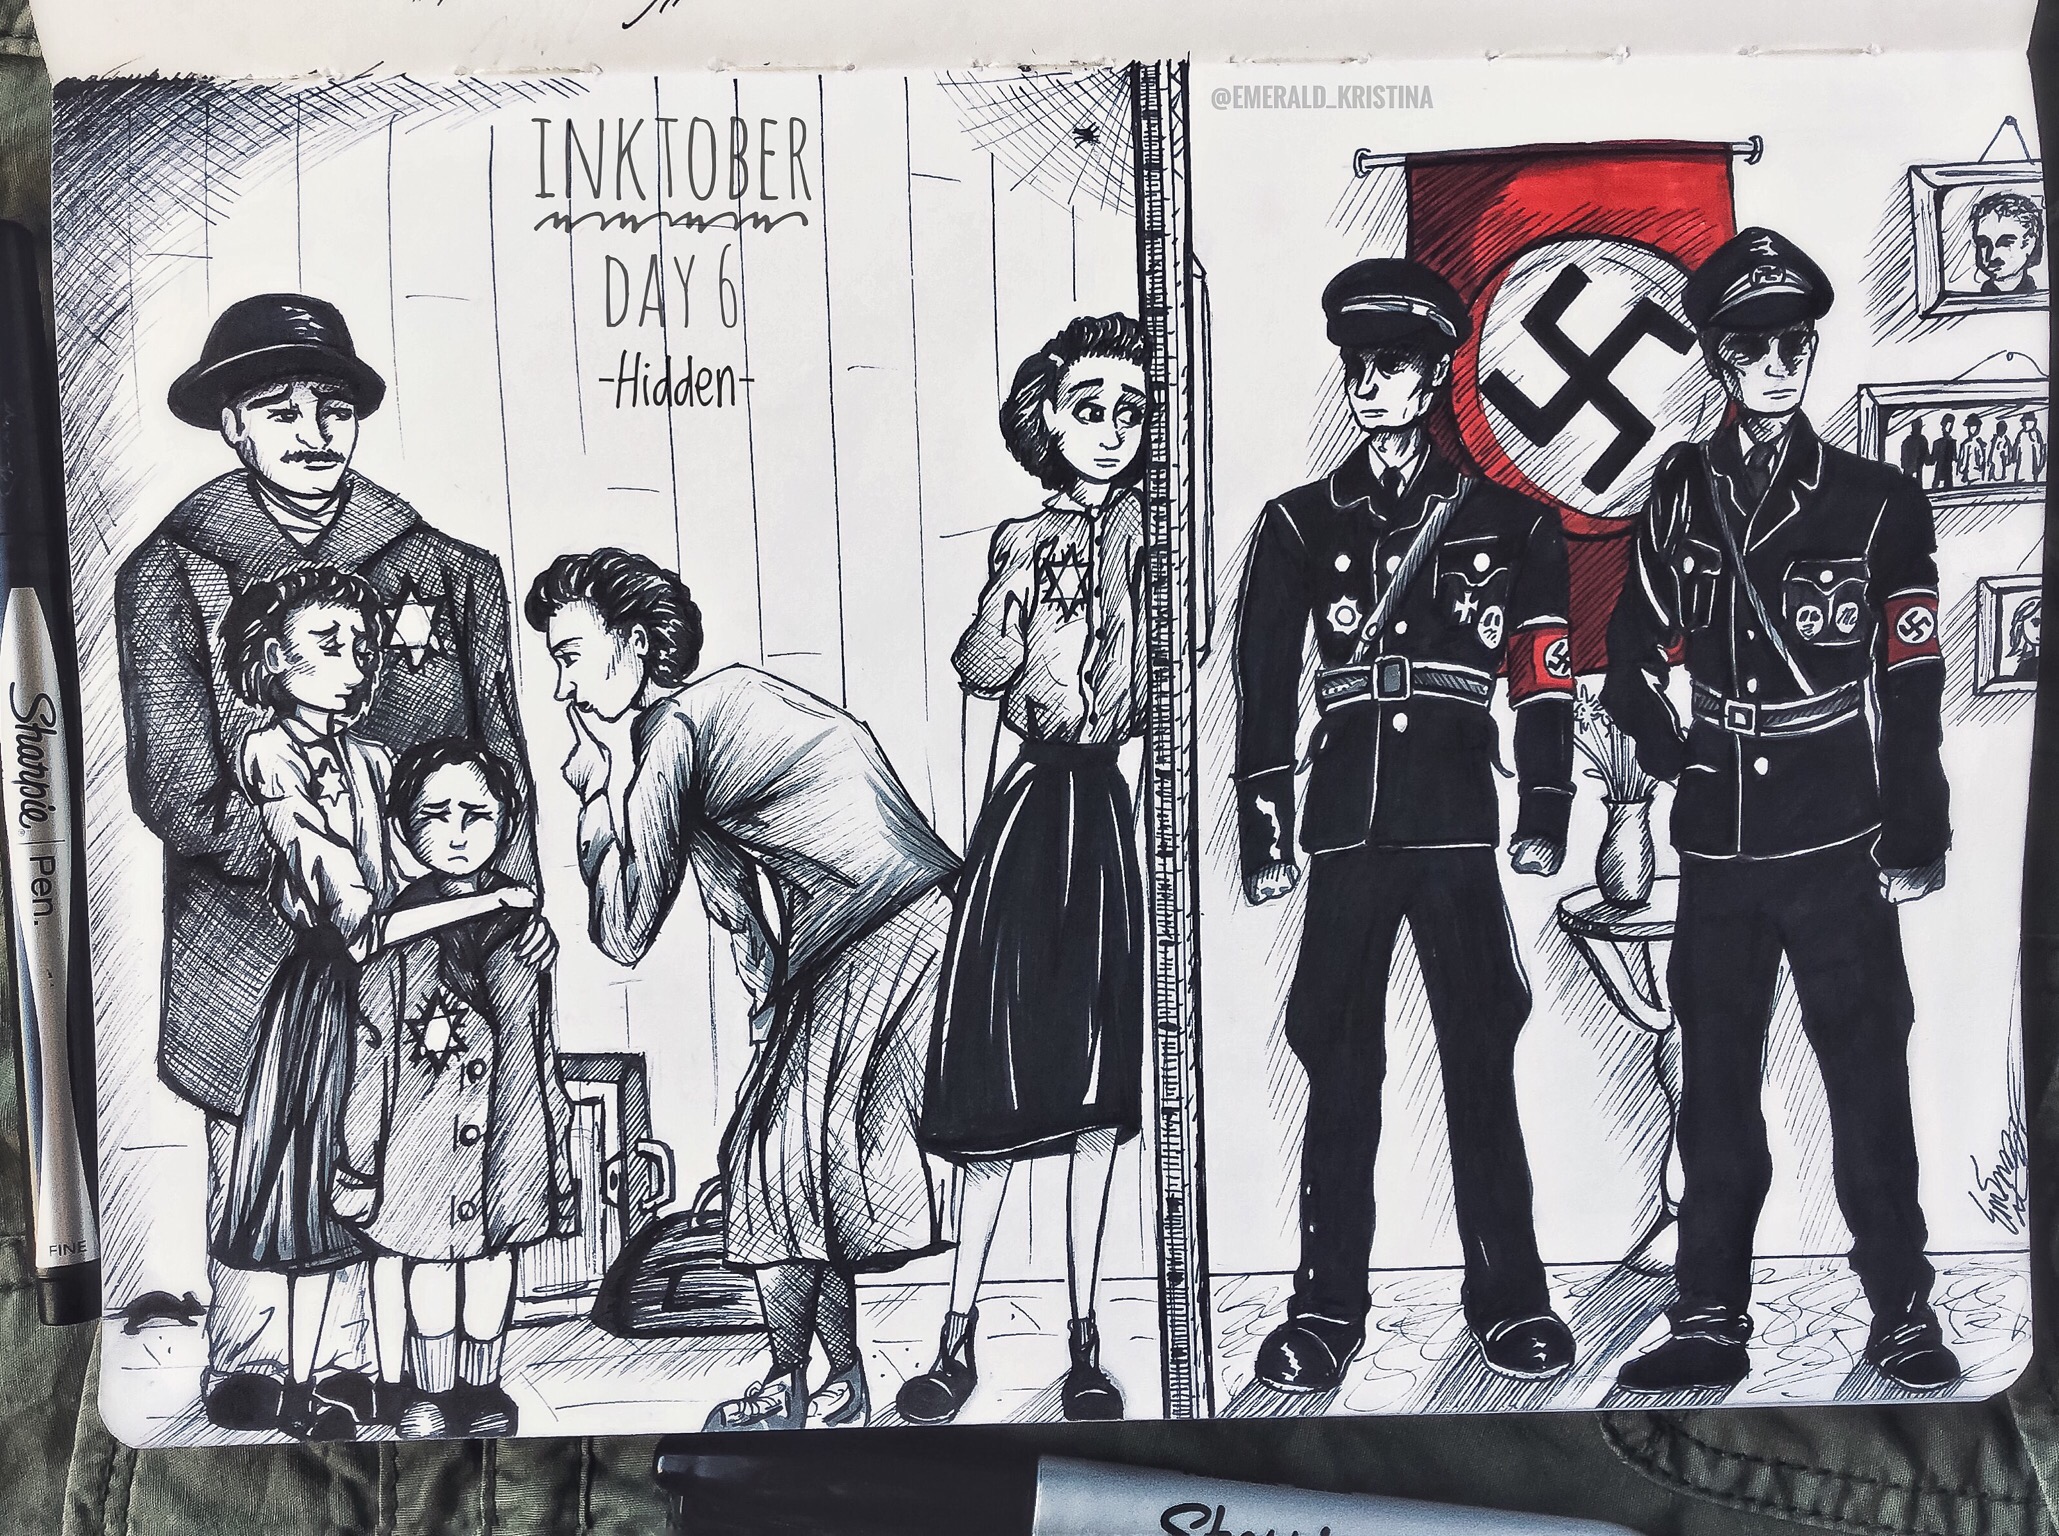 @EMERALD_KRISTINA
INKTOBER
DAY 6
-Hidden-
Sharpie. | Pen.
FINE